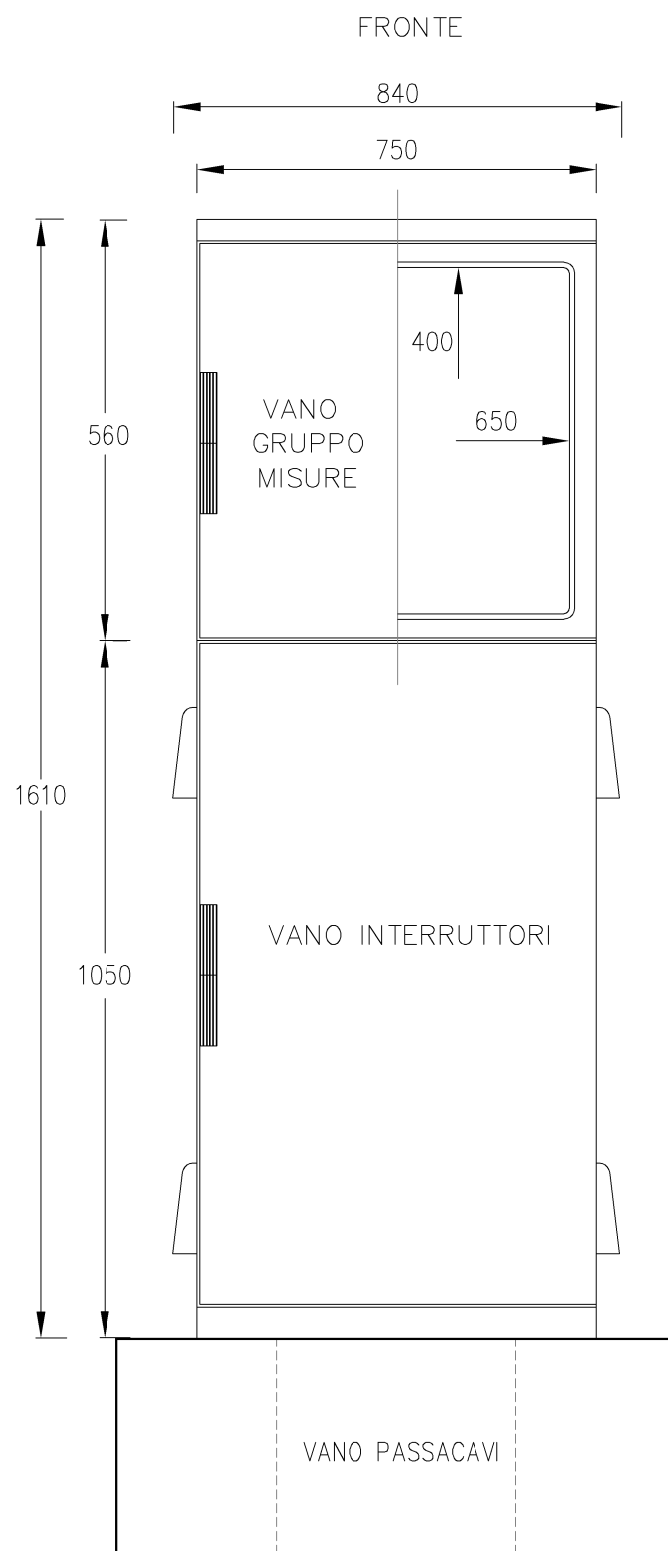 FRONTE
840
750
400
650
VANO
GRUPPO
MISURE
560
1610
VANO INTERRUTTORI
1050
VANO PASSACAVI